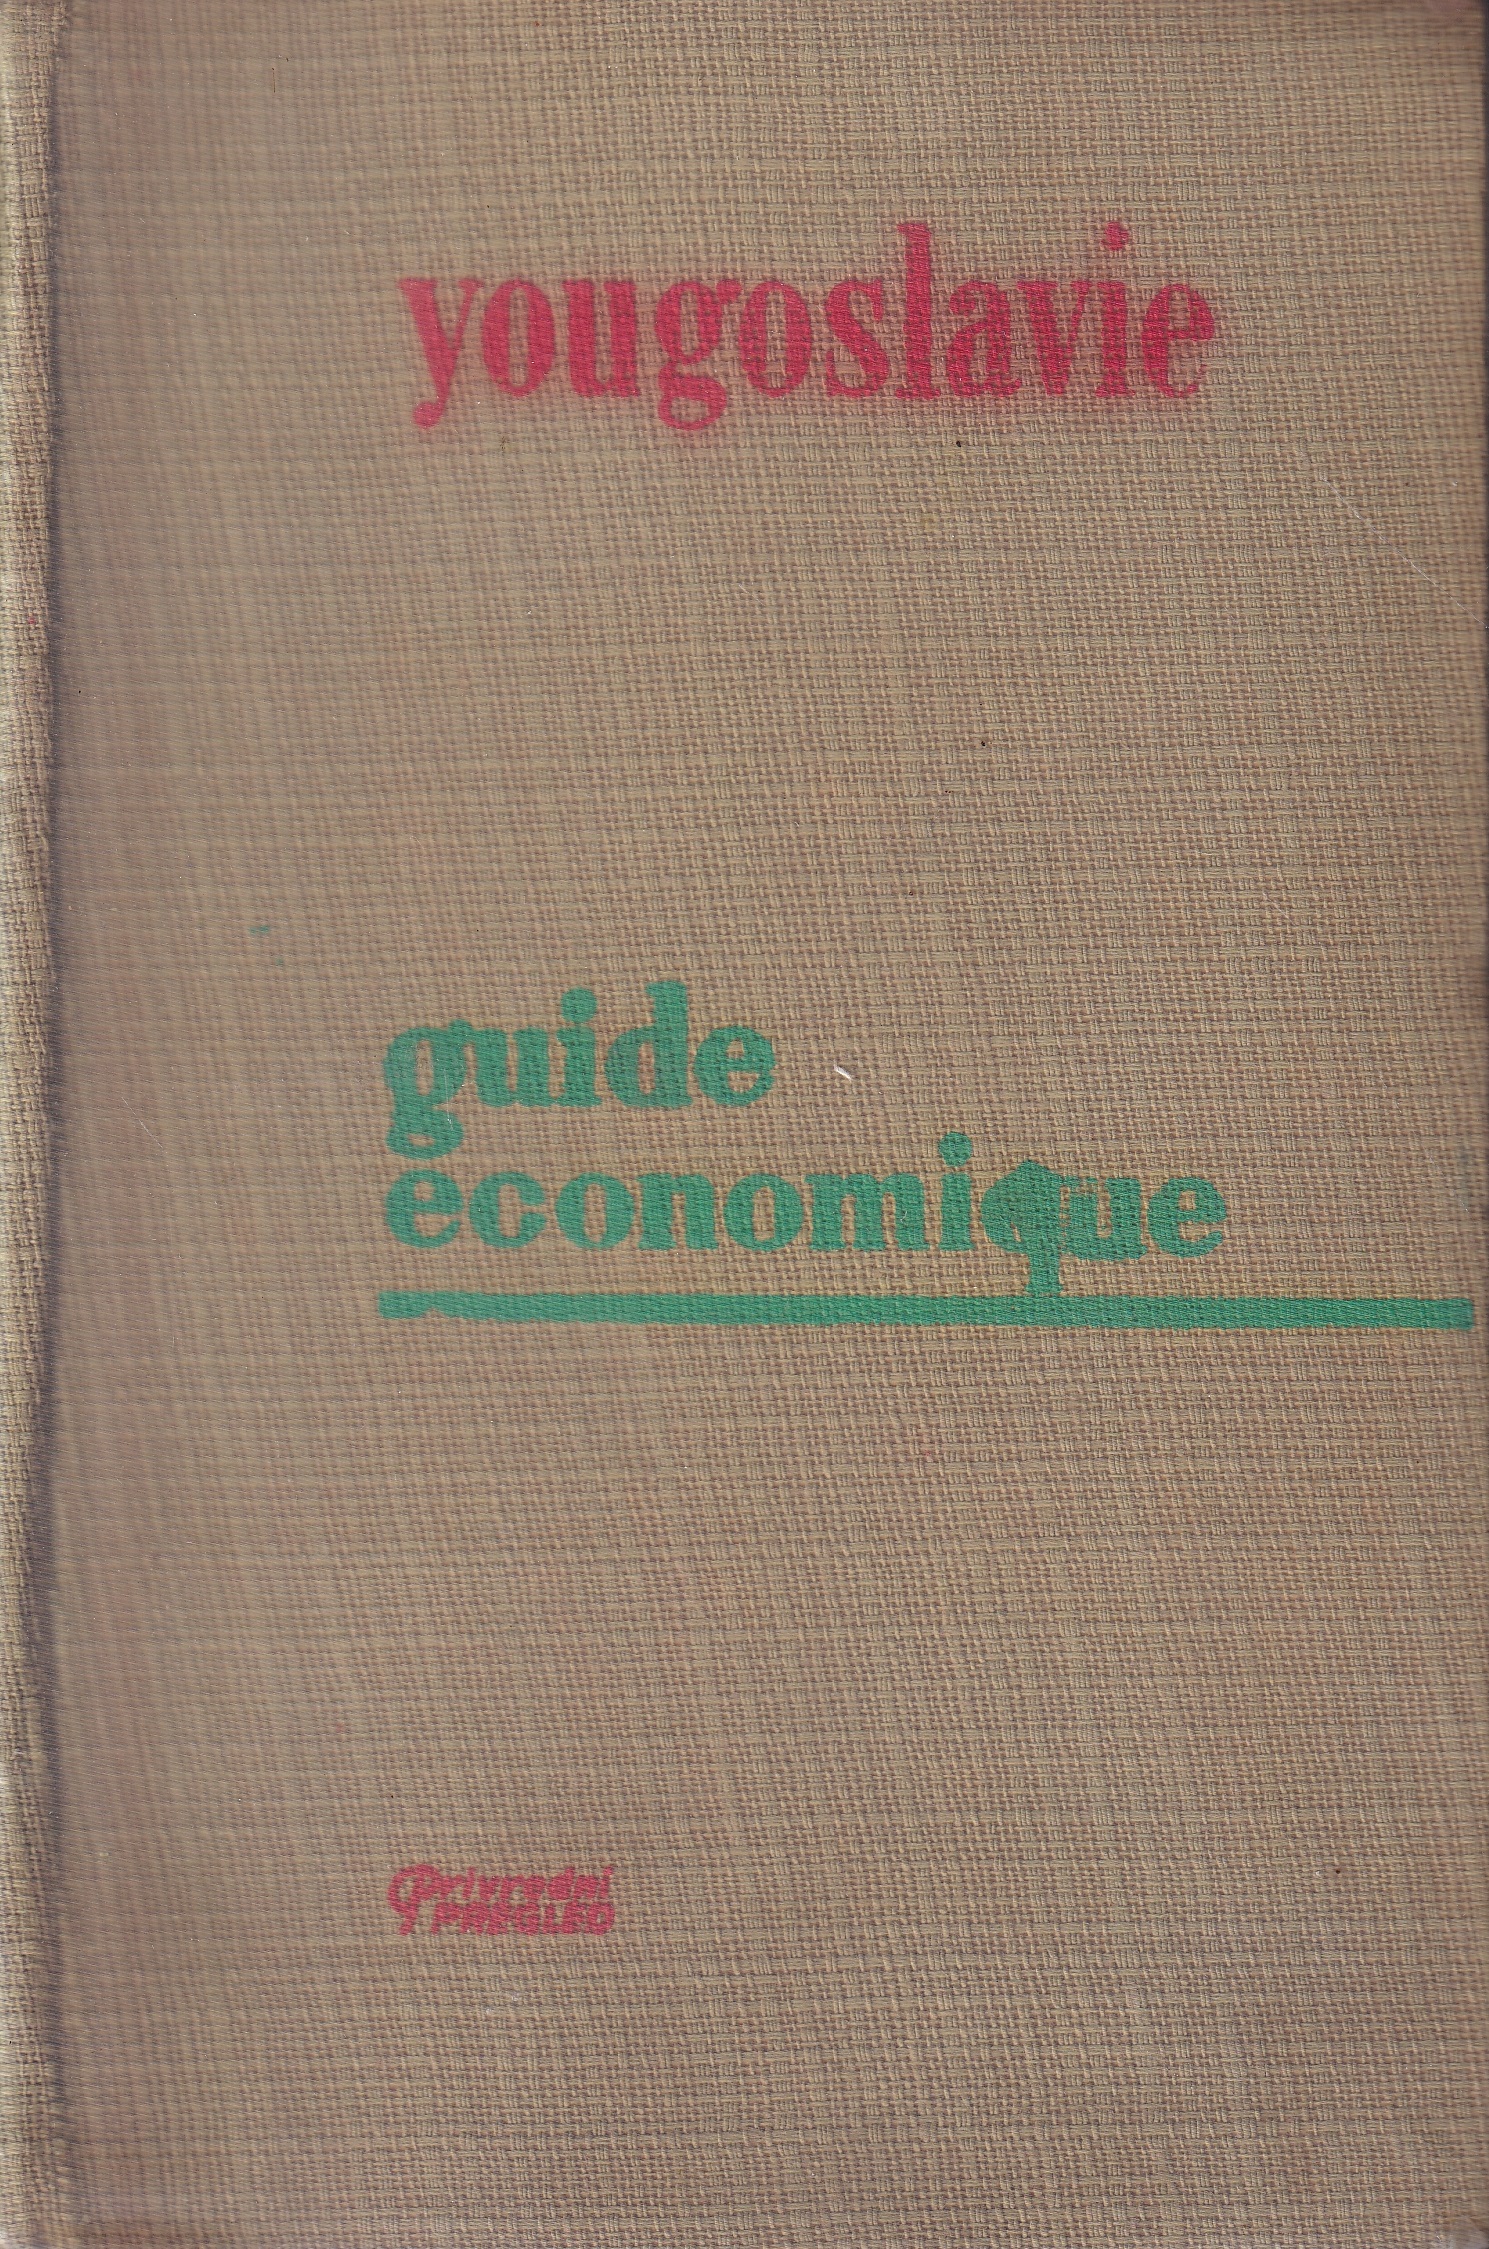 yougoslavie
guide
economique
Privredni
PREGLED